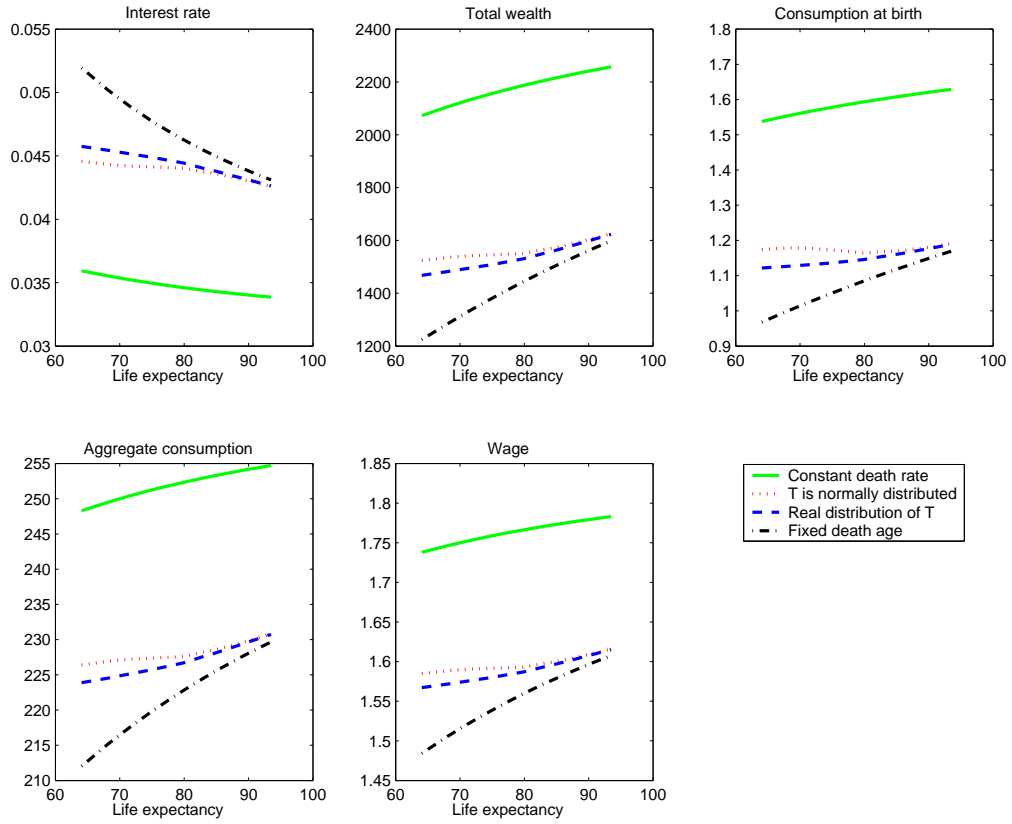 Interest rate
0.055
0.05
0.045
0.04
0.035
0.03
60 70 80 90 100
Life expectancy
Total wealth
2400
2200
2000
1800
1600
1400
1200
60 70 80 90 100
Life expectancy
Consumption at birth
1.8
1.7
1.6
1.5
1.4
1.3
1.2
1.1
1
0.9
60 70 80 90 100
Life expectancy
Aggregate consumption
255
250
245
240
235
230
225
220
215
210
60 70 80 90 100
Life expectancy
Wage
1.85
1.8
1.75
1.7
1.65
1.6
1.55
1.5
1.45
60 70 80 90 100
Life expectancy
Constant death rate
T is normally distributed
Real distribution of T
Fixed death age